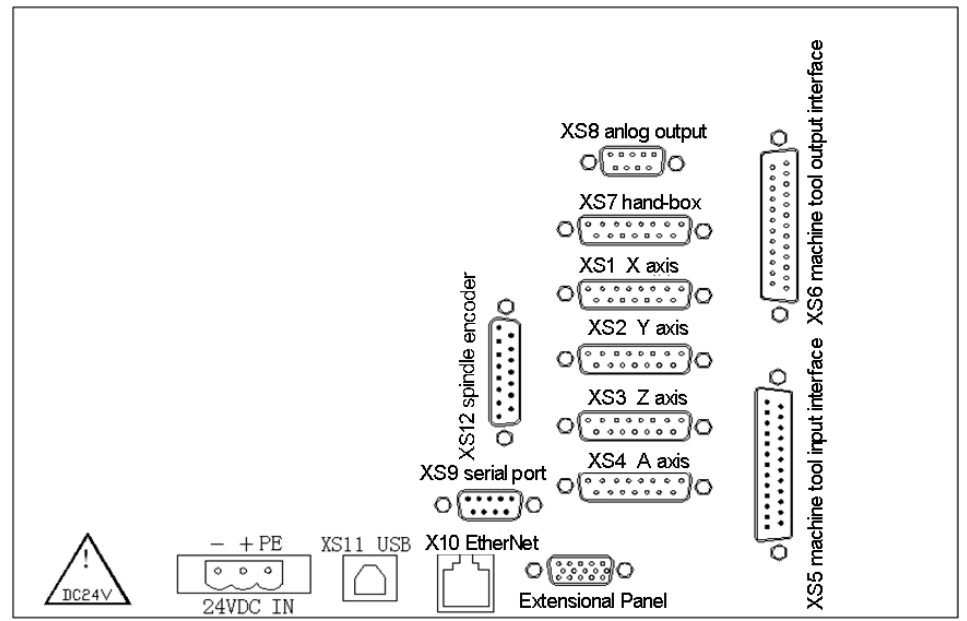 XS8 anlog output
XS7 hand-box
XS1 X axis
XS2 Y axis
XS3 Z axis
XS4 A axis
XS6 machine tool output interface
XS5 machine tool input interface
XS12 spindle encoder
XS9 serial port
- + PE
24VDC IN
XS11 USB
X10 EtherNet
Extensional Panel
!
DC24V